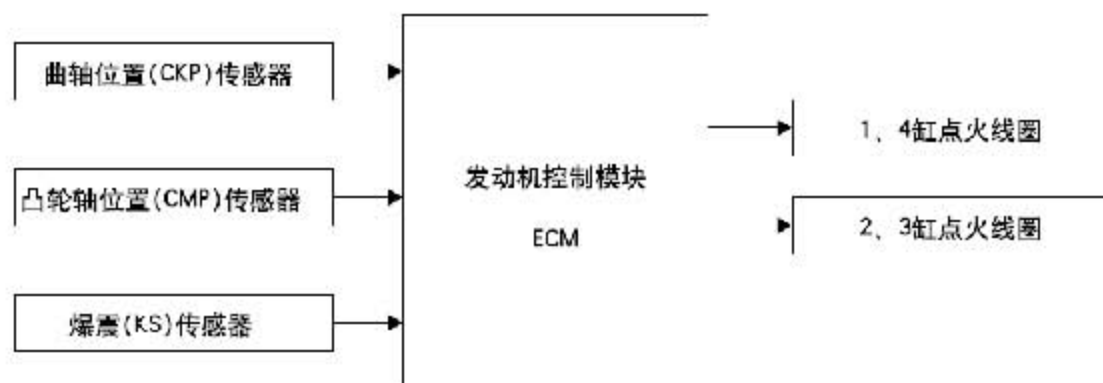 曲轴位置(CKP)传感器
凸轮轴位置(CMP)传感器
爆震(KS)传感器
发动机控制模块
ECM
1、4缸点火线圈
2、3缸点火线圈